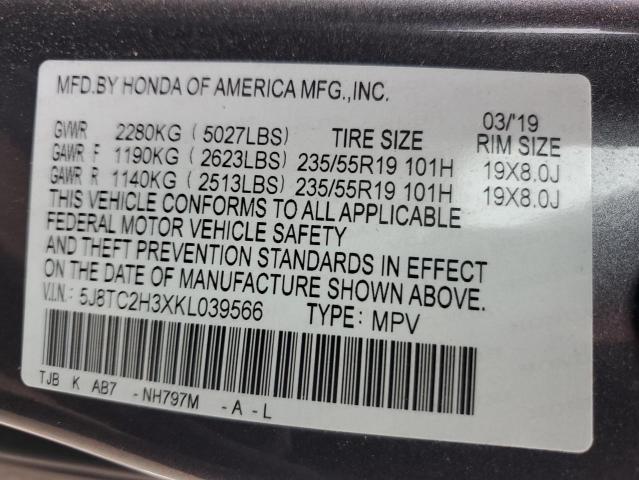 MFD.BY HONDA OF AMERICA MFG.,INC.
03/'19
GVWR 2280KG (5027LBS) TIRE SIZE RIM SIZE
GAWR F 1190KG (2623LBS) 235/55R19 101H 19X8.0J
GAWR R 1140KG (2513LBS) 235/55R19 101H 19X8.0J
THIS VEHICLE CONFORMS TO ALL APPLICABLE
FEDERAL MOTOR VEHICLE SAFETY
AND THEFT PREVENTION STANDARDS IN EFFECT
ON THE DATE OF MANUFACTURE SHOWN ABOVE.
V.I.N.: 5J8TC2H3XKL039566 TYPE: MPV
TJB K AB7 -NH797M -A-L